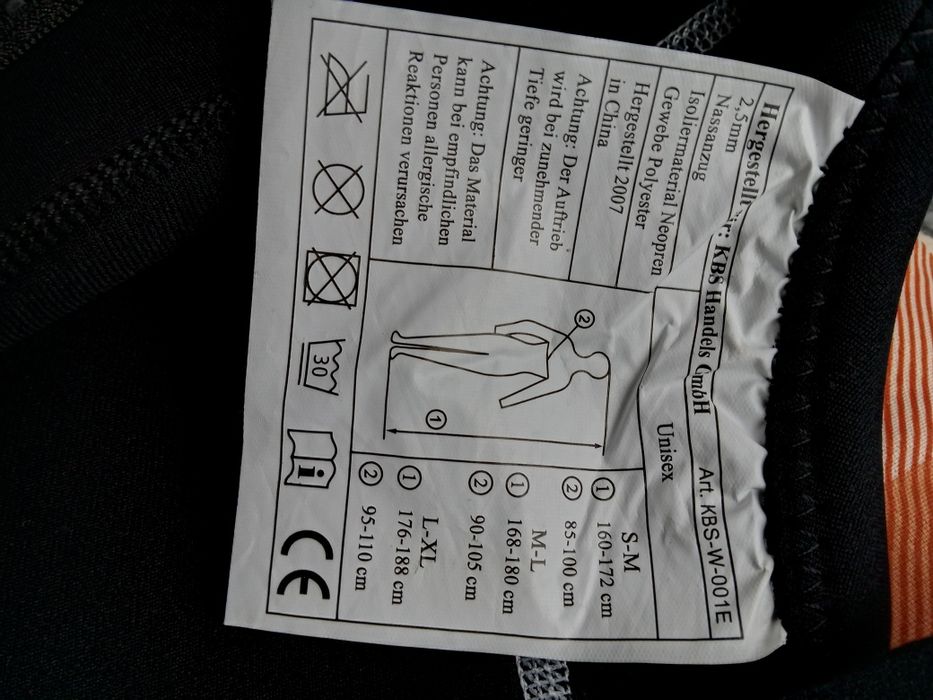 Hergestellt für: KBS Handels GmbH
Art. KBS-W-001E
2,5mm
Nassanzug
Isoliermaterial Neopren
Gewebe Polyester
Hergestellt 2007
in China
Achtung: Der Auftrieb
wird bei zunehmender
Tiefe geringer
Achtung: Das Material
kann bei empfindlichen
Personen allergische
Reaktionen verursachen
Unisex
②
①
S-M
① 160-172 cm
② 85-100 cm
M-L
① 168-180 cm
② 90-105 cm
L-XL
① 176-188 cm
② 95-110 cm
30
i
CE